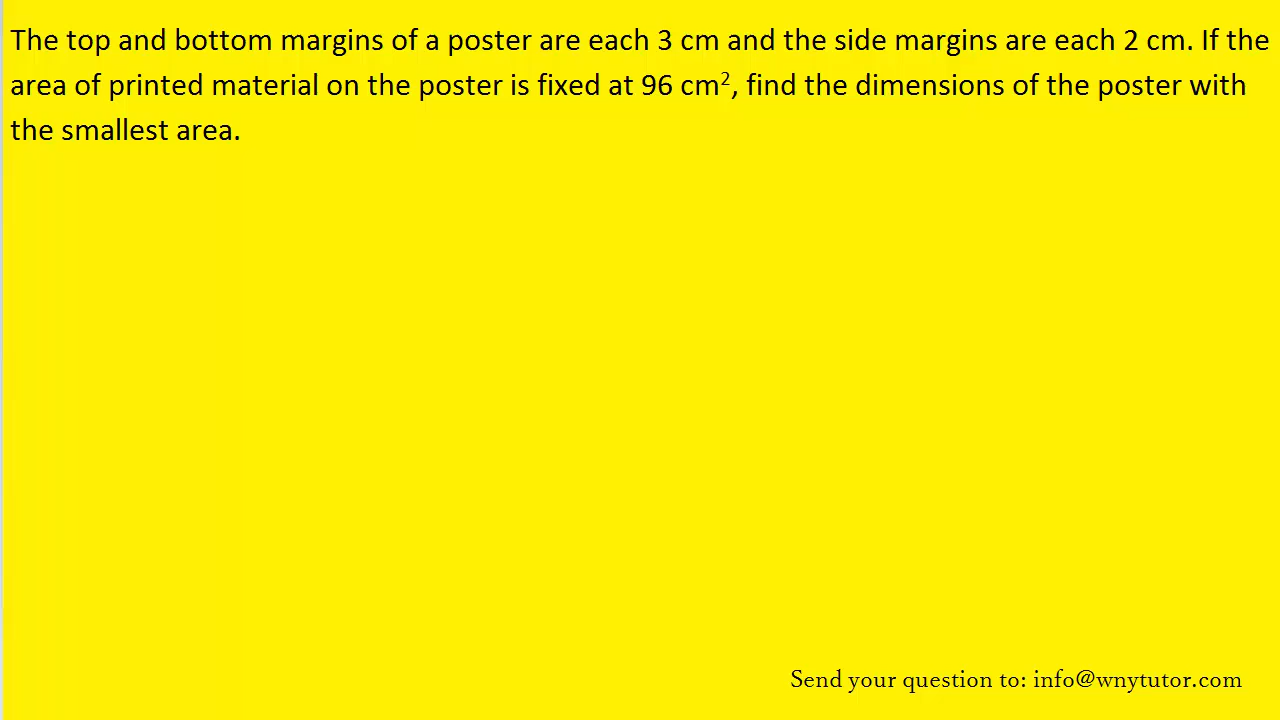 The top and bottom margins of a poster are each 3 cm and the side margins are each 2 cm. If the
area of printed material on the poster is fixed at 96 cm², find the dimensions of the poster with
the smallest area.
Send your question to: info@wnytutor.com